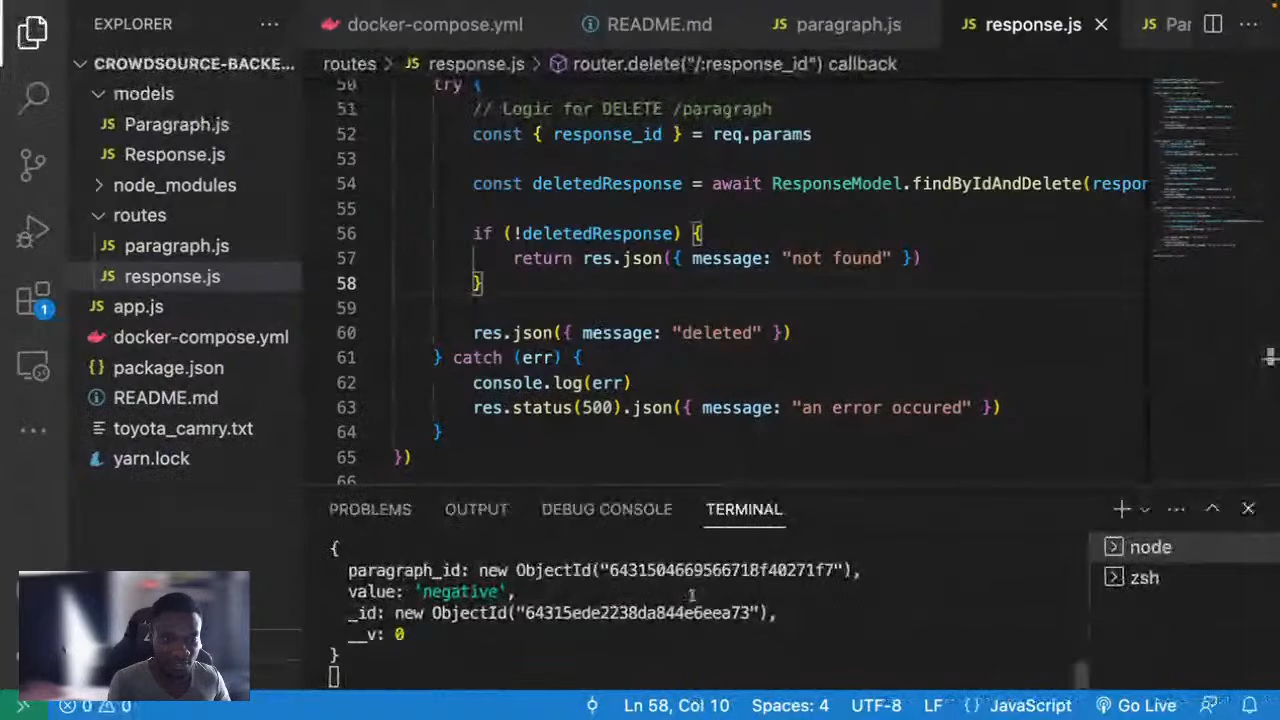 EXPLORER
docker-compose.yml
README.md
paragraph.js
response.js
Par
CROWDSOURCE-BACKE...
routes > response.js > router.delete("/:response_id") callback
models
Paragraph.js
Response.js
node_modules
routes
paragraph.js
response.js
app.js
docker-compose.yml
package.json
README.md
toyota_camry.txt
yarn.lock
1
50 try {
51 // Logic for DELETE /paragraph
52 const { response_id } = req.params
53
54 const deletedResponse = await ResponseModel.findByIdAndDelete(respon
55
56 if (!deletedResponse) {
57 return res.json({ message: "not found" })
58 }
59
60 res.json({ message: "deleted" })
61 } catch (err) {
62 console.log(err)
63 res.status(500).json({ message: "an error occured" })
64 }
65 })
66
PROBLEMS OUTPUT DEBUG CONSOLE TERMINAL
{
paragraph_id: new ObjectId("6431504669566718f40271f7"),
value: 'negative',
_id: new ObjectId("64315ede2238da844e6eea73"),
__v: 0
}
node
zsh
0 0 Ln 58, Col 10 Spaces: 4 UTF-8 LF {} JavaScript Go Live